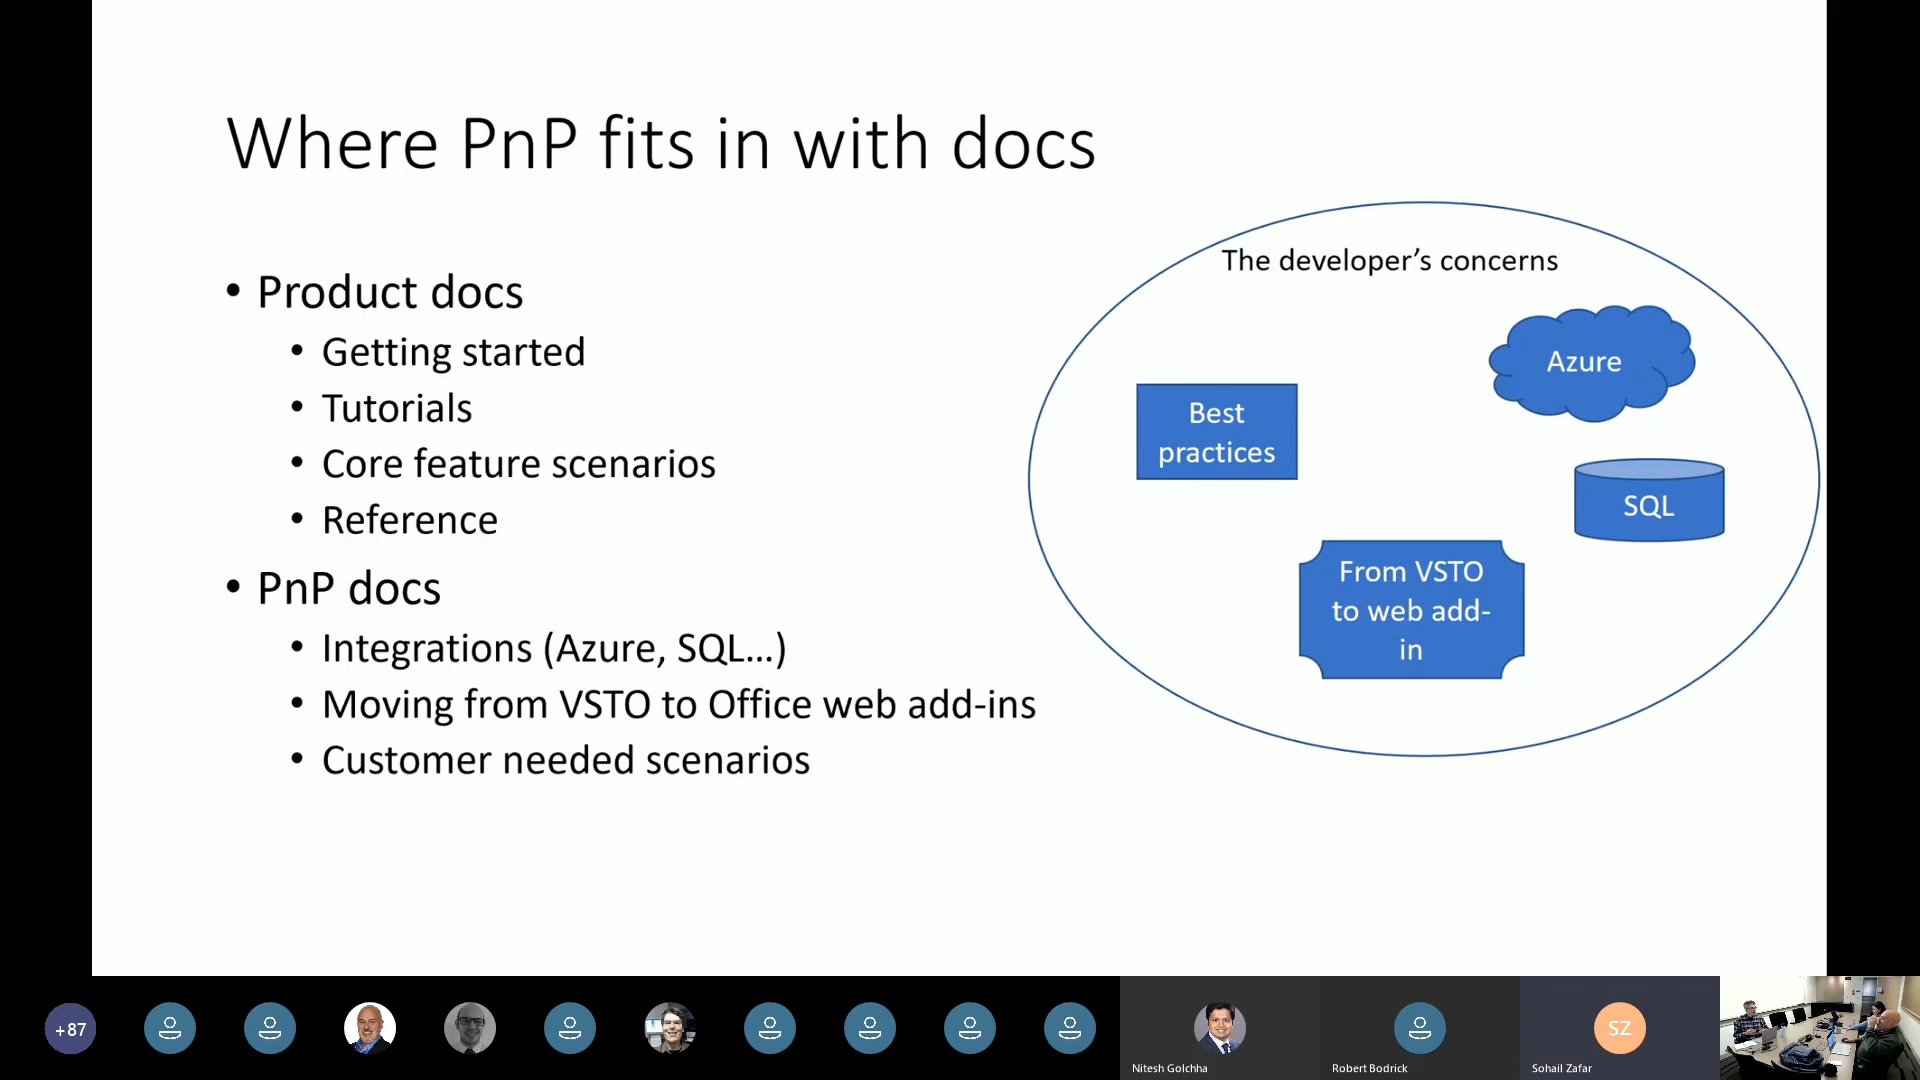 Where PnP fits in with docs
• Product docs
• Getting started
• Tutorials
• Core feature scenarios
• Reference
• PnP docs
• Integrations (Azure, SQL...)
• Moving from VSTO to Office web add-ins
• Customer needed scenarios
The developer’s concerns
Azure
Best
practices
SQL
From VSTO
to web add-
in
+87
SZ
Nitesh Golchha
Robert Bodrick
Sohail Zafar